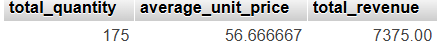 total_quantity average_unit_price total_revenue
175 56.666667 7375.00